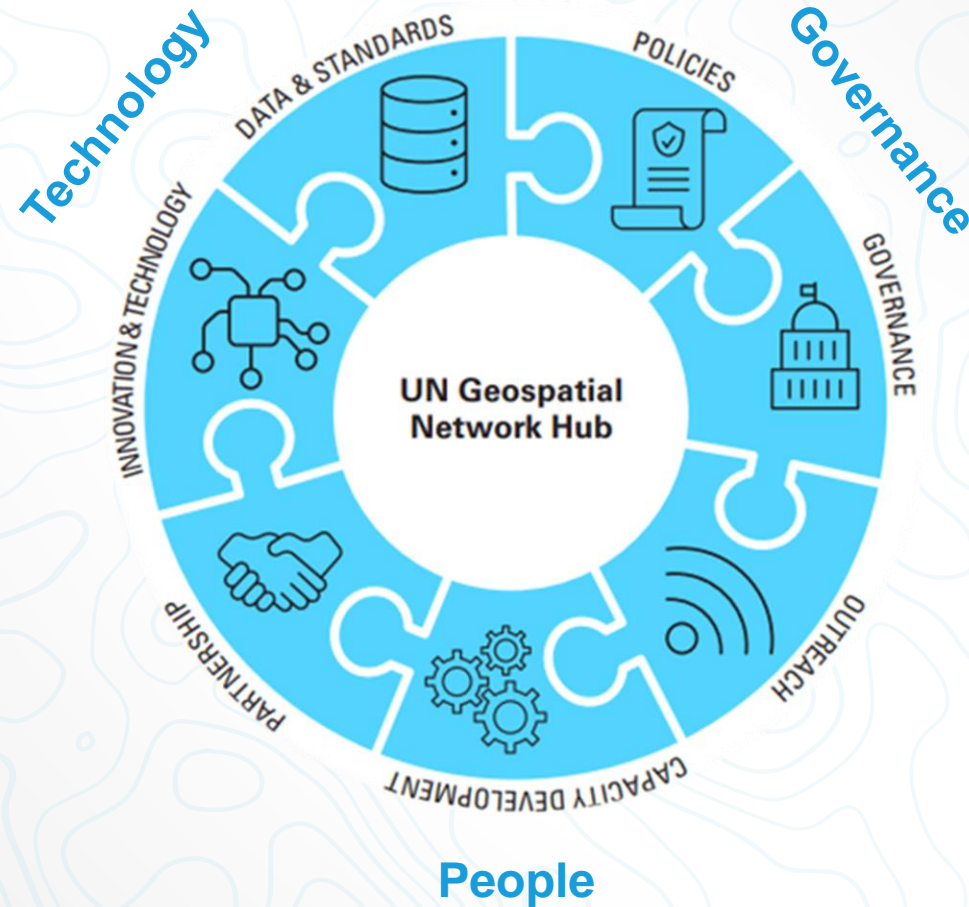 Technology
Governance
DATA & STANDARDS
POLICIES
INNOVATION & TECHNOLOGY
GOVERNANCE
UN Geospatial
Network Hub
PARTNERSHIP
OUTREACH
CAPACITY DEVELOPMENT
People